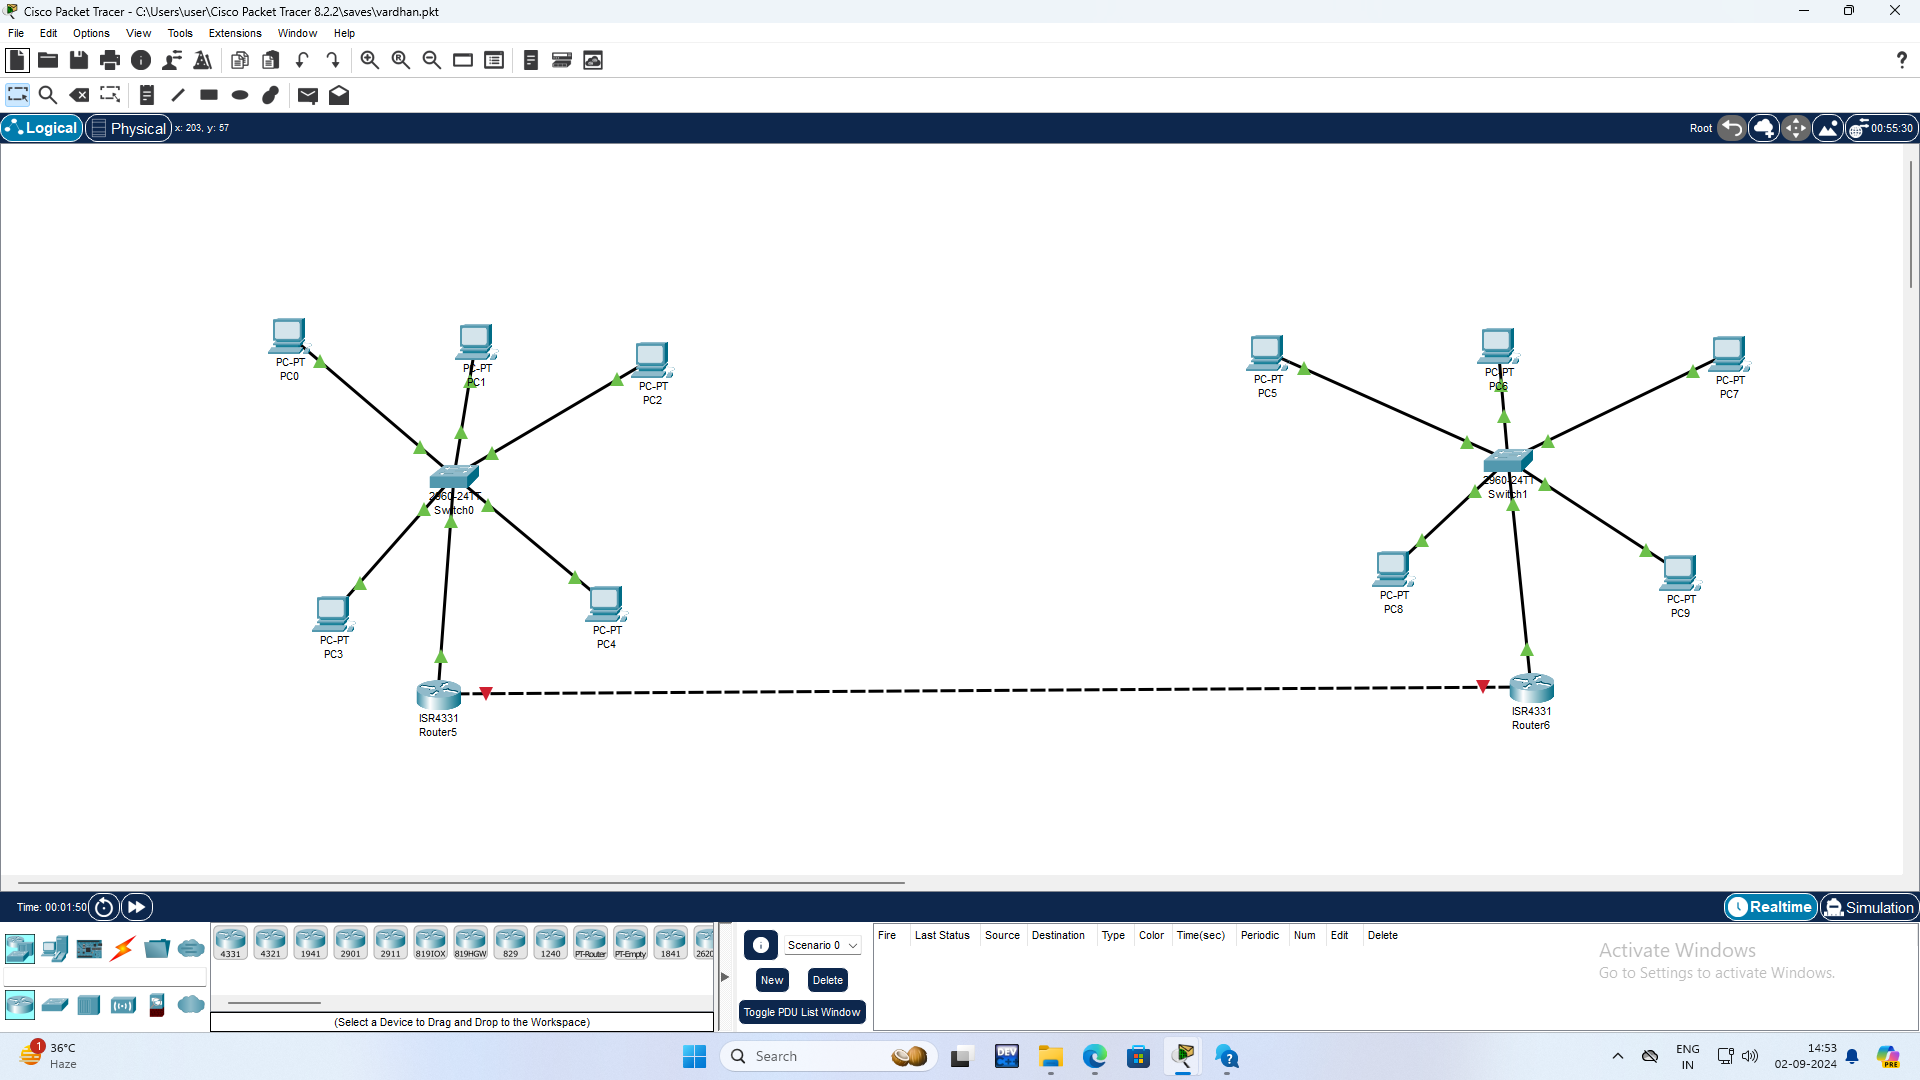 Cisco Packet Tracer - C:\Users\user\Cisco Packet Tracer 8.2.2\saves\vardhan.pkt
File Edit Options View Tools Extensions Window Help
Logical Physical x: 203, y: 57 Root 00:55:30
PC-PT
PC0
PC-PT
PC1
PC-PT
PC2
PC-PT
PC5
PC-PT
PC6
PC-PT
PC7
2960-24TT
Switch0
2960-24TT
Switch1
PC-PT
PC3
PC-PT
PC4
PC-PT
PC8
PC-PT
PC9
ISR4331
Router5
ISR4331
Router6
Time: 00:01:50 Realtime Simulation
4331 4321 1941 2901 2911 819IOX 819HGW 829 1240 PT-Router PT-Empty 1841 2620
(Select a Device to Drag and Drop to the Workspace)
Scenario 0
New Delete
Toggle PDU List Window
Fire Last Status Source Destination Type Color Time(sec) Periodic Num Edit Delete
Activate Windows
Go to Settings to activate Windows.
1
36°C
Haze
Search
DEV
PRE
ENG
IN
14:53
02-09-2024